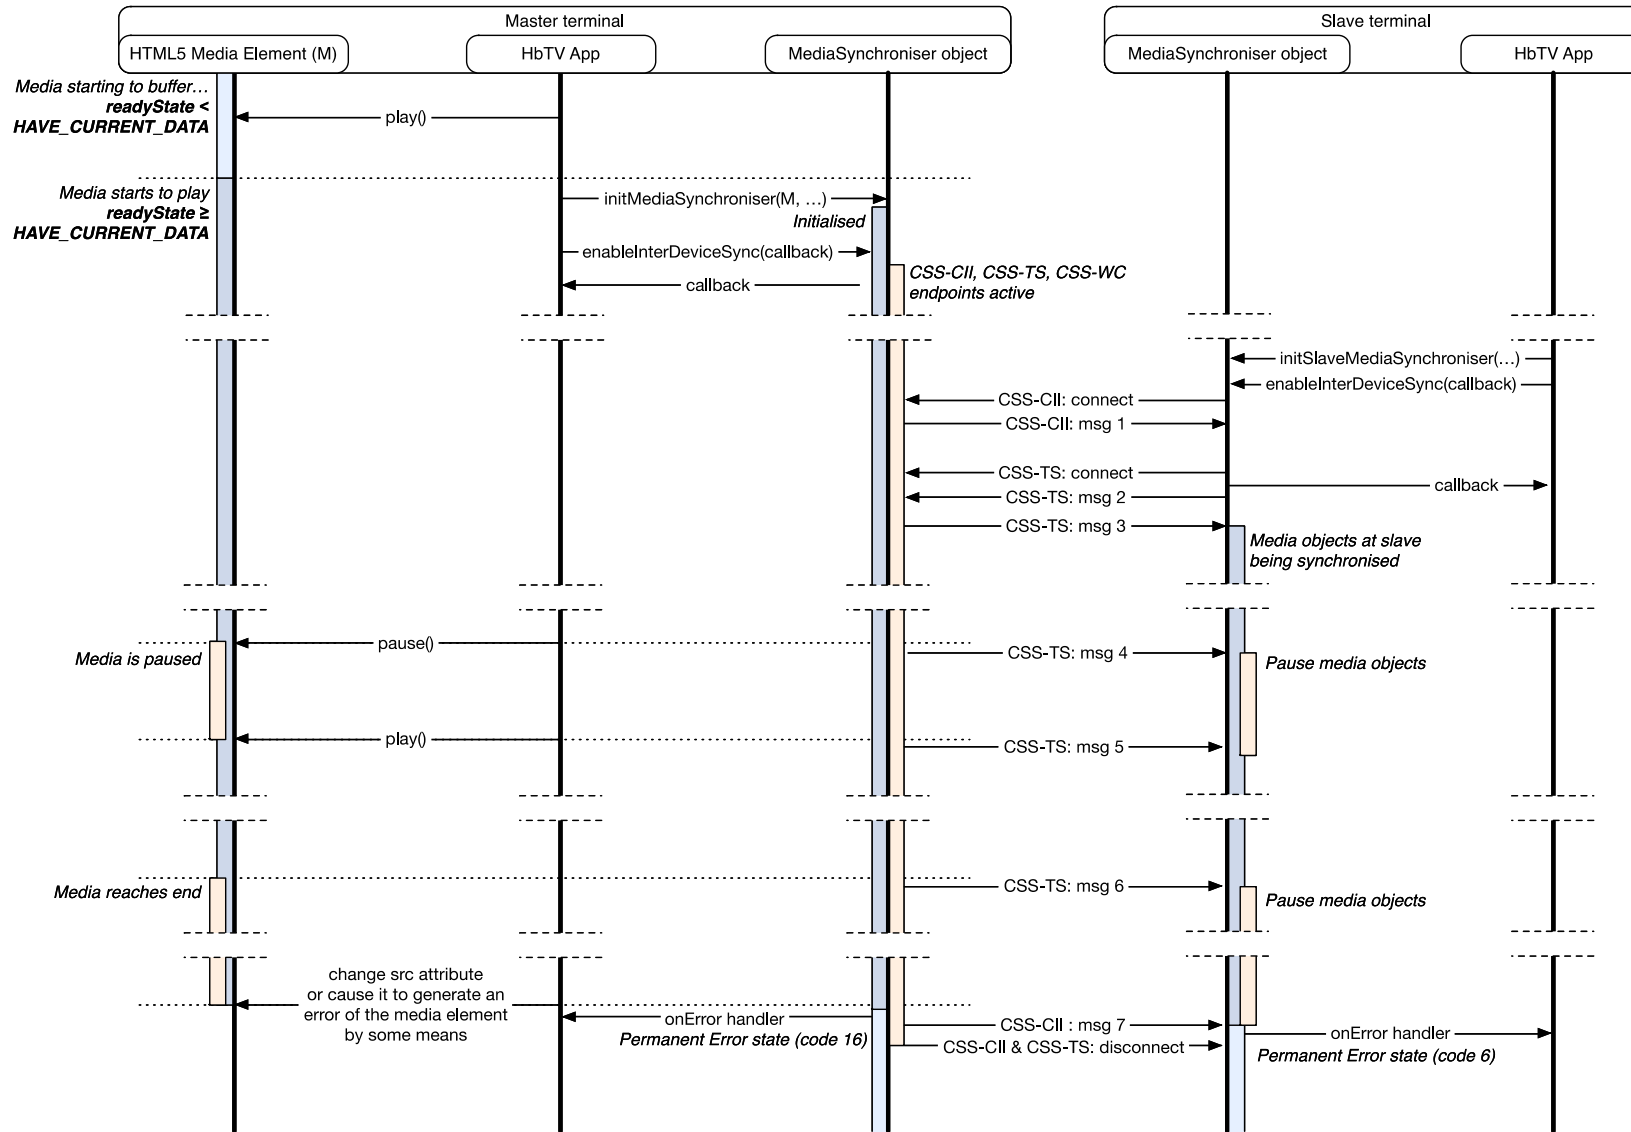 Master terminal
Slave terminal
HTML5 Media Element (M)
HbTV App
MediaSynchroniser object
MediaSynchroniser object
HbTV App
Media starting to buffer…
readyState <
HAVE_CURRENT_DATA
play()
Media starts to play
readyState ≥
HAVE_CURRENT_DATA
initMediaSynchroniser(M, …)
Initialised
enableInterDeviceSync(callback)
callback
CSS-CII, CSS-TS, CSS-WC
endpoints active
initSlaveMediaSynchroniser(…)
enableInterDeviceSync(callback)
CSS-CII: connect
CSS-CII: msg 1
CSS-TS: connect
callback
CSS-TS: msg 2
CSS-TS: msg 3
Media objects at slave
being synchronised
pause()
Media is paused
CSS-TS: msg 4
Pause media objects
play()
CSS-TS: msg 5
Media reaches end
CSS-TS: msg 6
Pause media objects
change src attribute
or cause it to generate an
error of the media element
by some means
onError handler
Permanent Error state (code 16)
CSS-CII : msg 7
CSS-CII & CSS-TS: disconnect
onError handler
Permanent Error state (code 6)